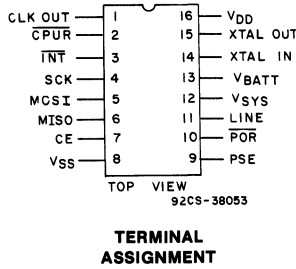 CLK OUT 1 16 VDD
CPUR 2 15 XTAL OUT
INT 3 14 XTAL IN
SCK 4 13 VBATT
MCSI 5 12 VSYS
MISO 6 11 LINE
CE 7 10 POR
VSS 8 9 PSE
TOP VIEW
92CS-38053
TERMINAL
ASSIGNMENT